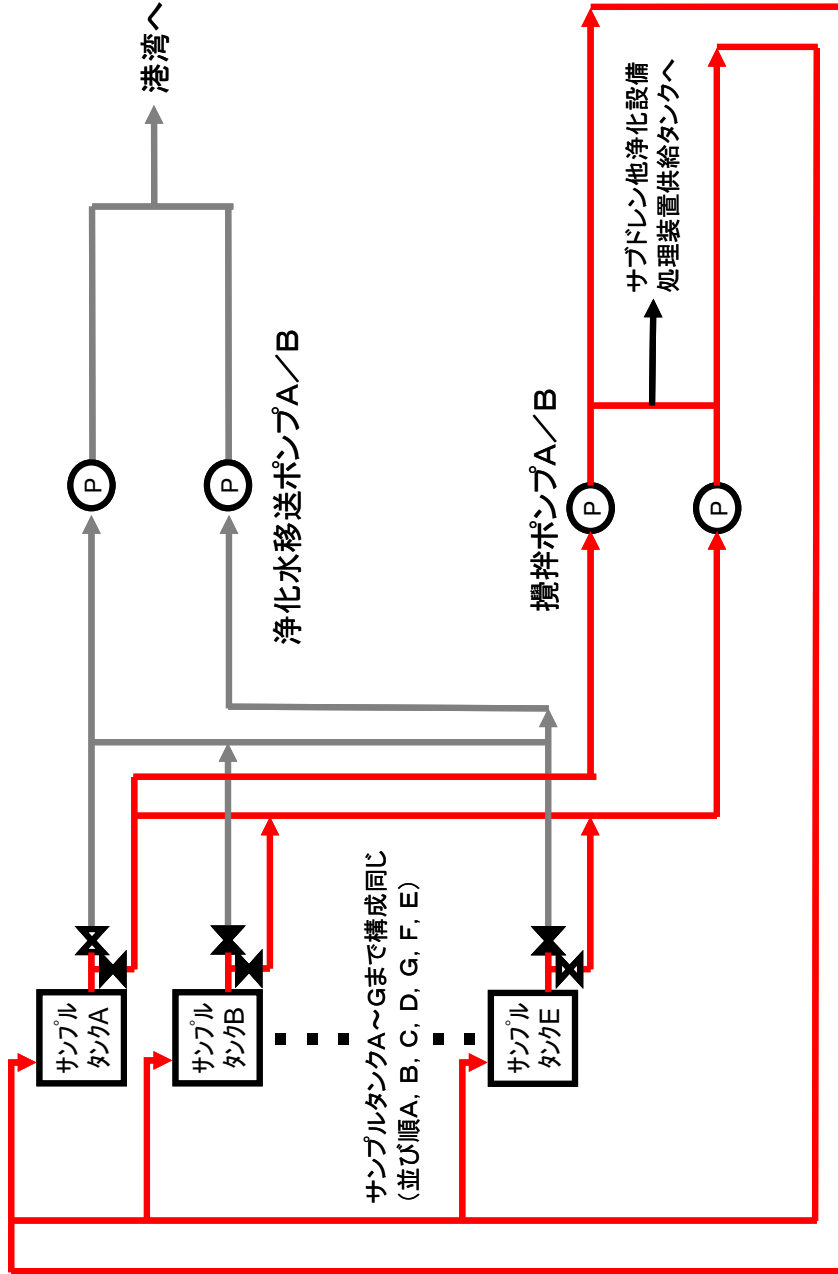 サンプル
タンクA
サンプル
タンクB
サンプルタンクA～Gまで構成同じ
（並び順A, B, C, D, G, F, E）
サンプル
タンクE
P
P
浄化水移送ポンプA／B
港湾へ
攪拌ポンプA／B
P
P
サブドレン他浄化設備
処理装置供給タンクへ